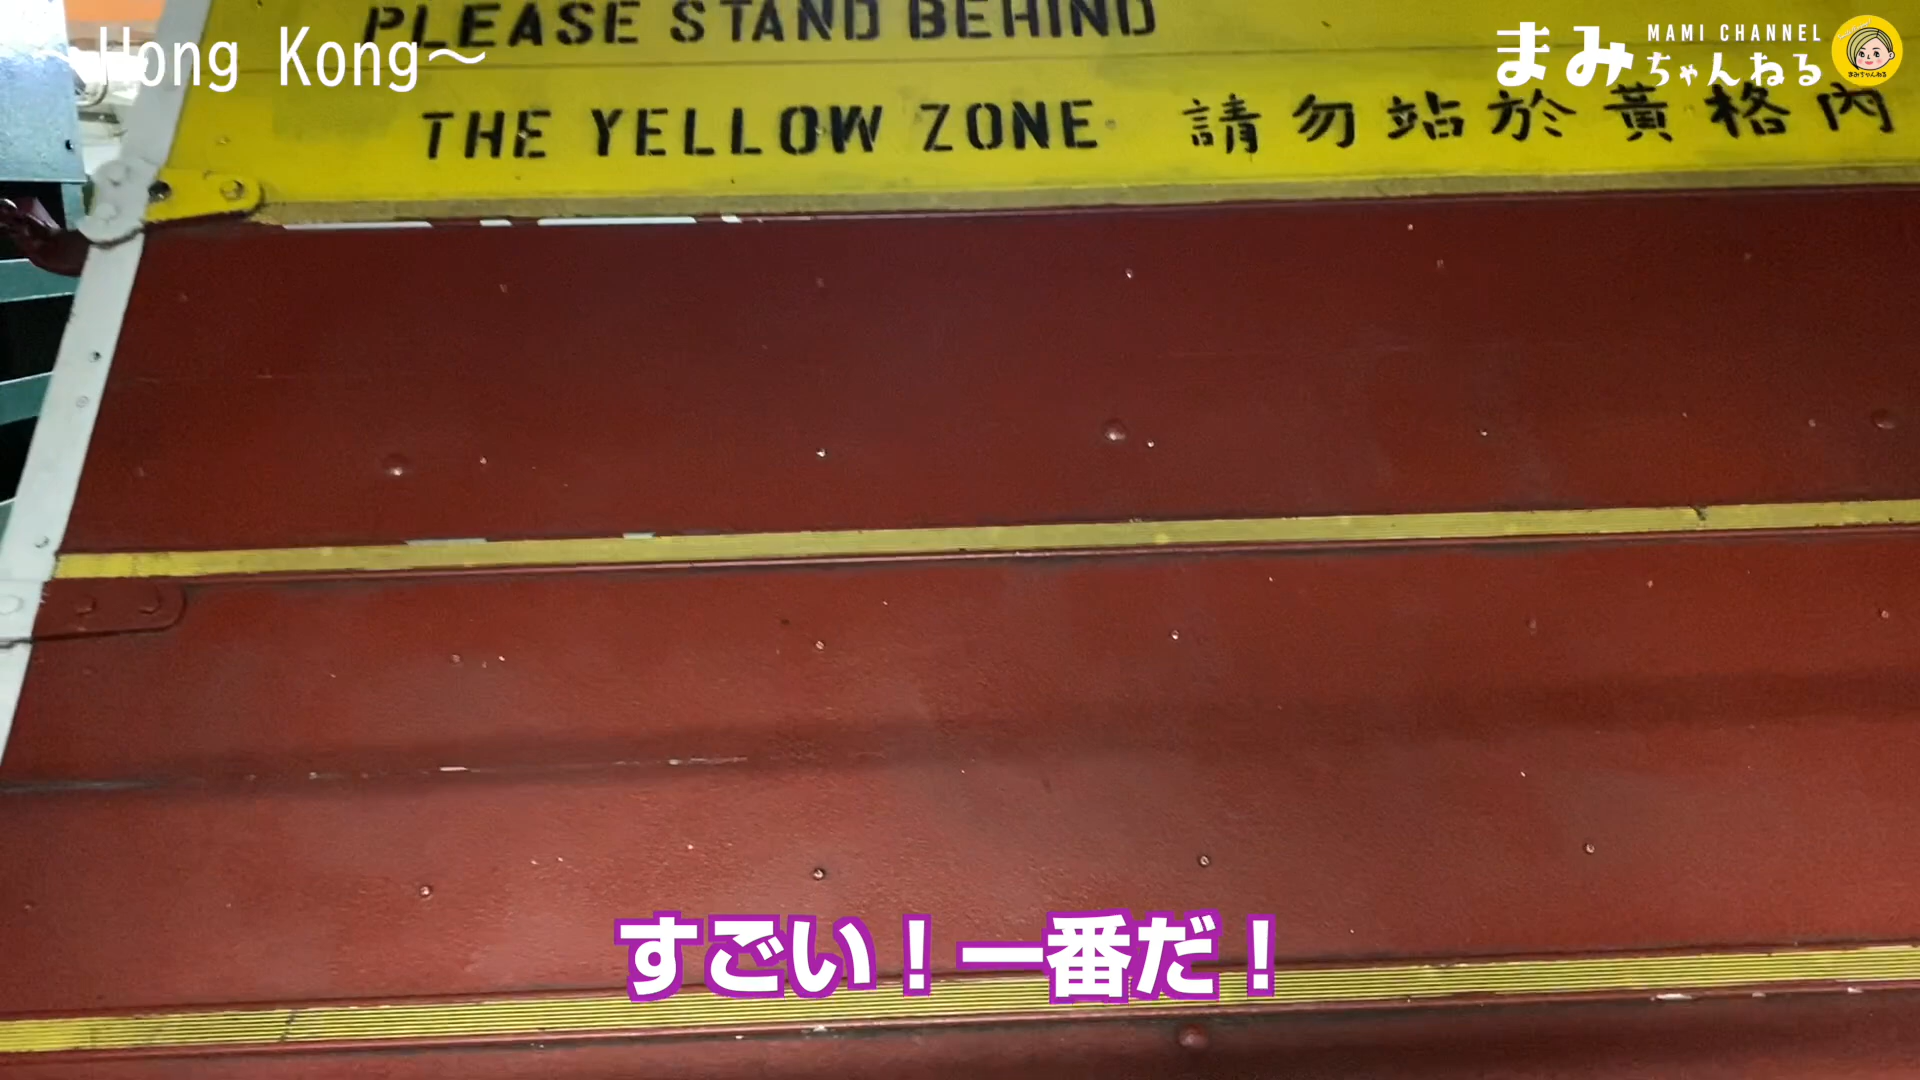 ~Hong Kong～
PLEASE STAND BEHIND
THE YELLOW ZONE 請勿站於黃格內
MAMI CHANNEL
まみちゃんねる
すごい！一番だ！